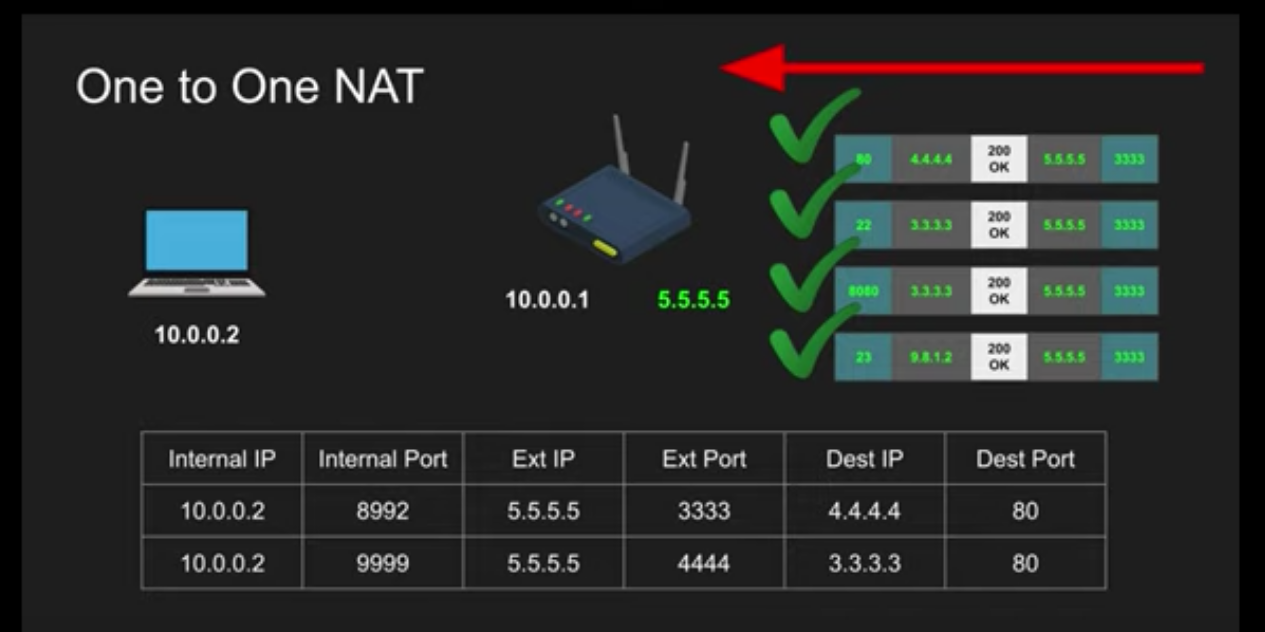 One to One NAT
80 4.4.4.4 200 OK 5.5.5.5 3333
22 3.3.3.3 200 OK 5.5.5.5 3333
8080 3.3.3.3 200 OK 5.5.5.5 3333
23 9.8.1.2 200 OK 5.5.5.5 3333
10.0.0.1 5.5.5.5
10.0.0.2
Internal IP Internal Port Ext IP Ext Port Dest IP Dest Port
10.0.0.2 8992 5.5.5.5 3333 4.4.4.4 80
10.0.0.2 9999 5.5.5.5 4444 3.3.3.3 80